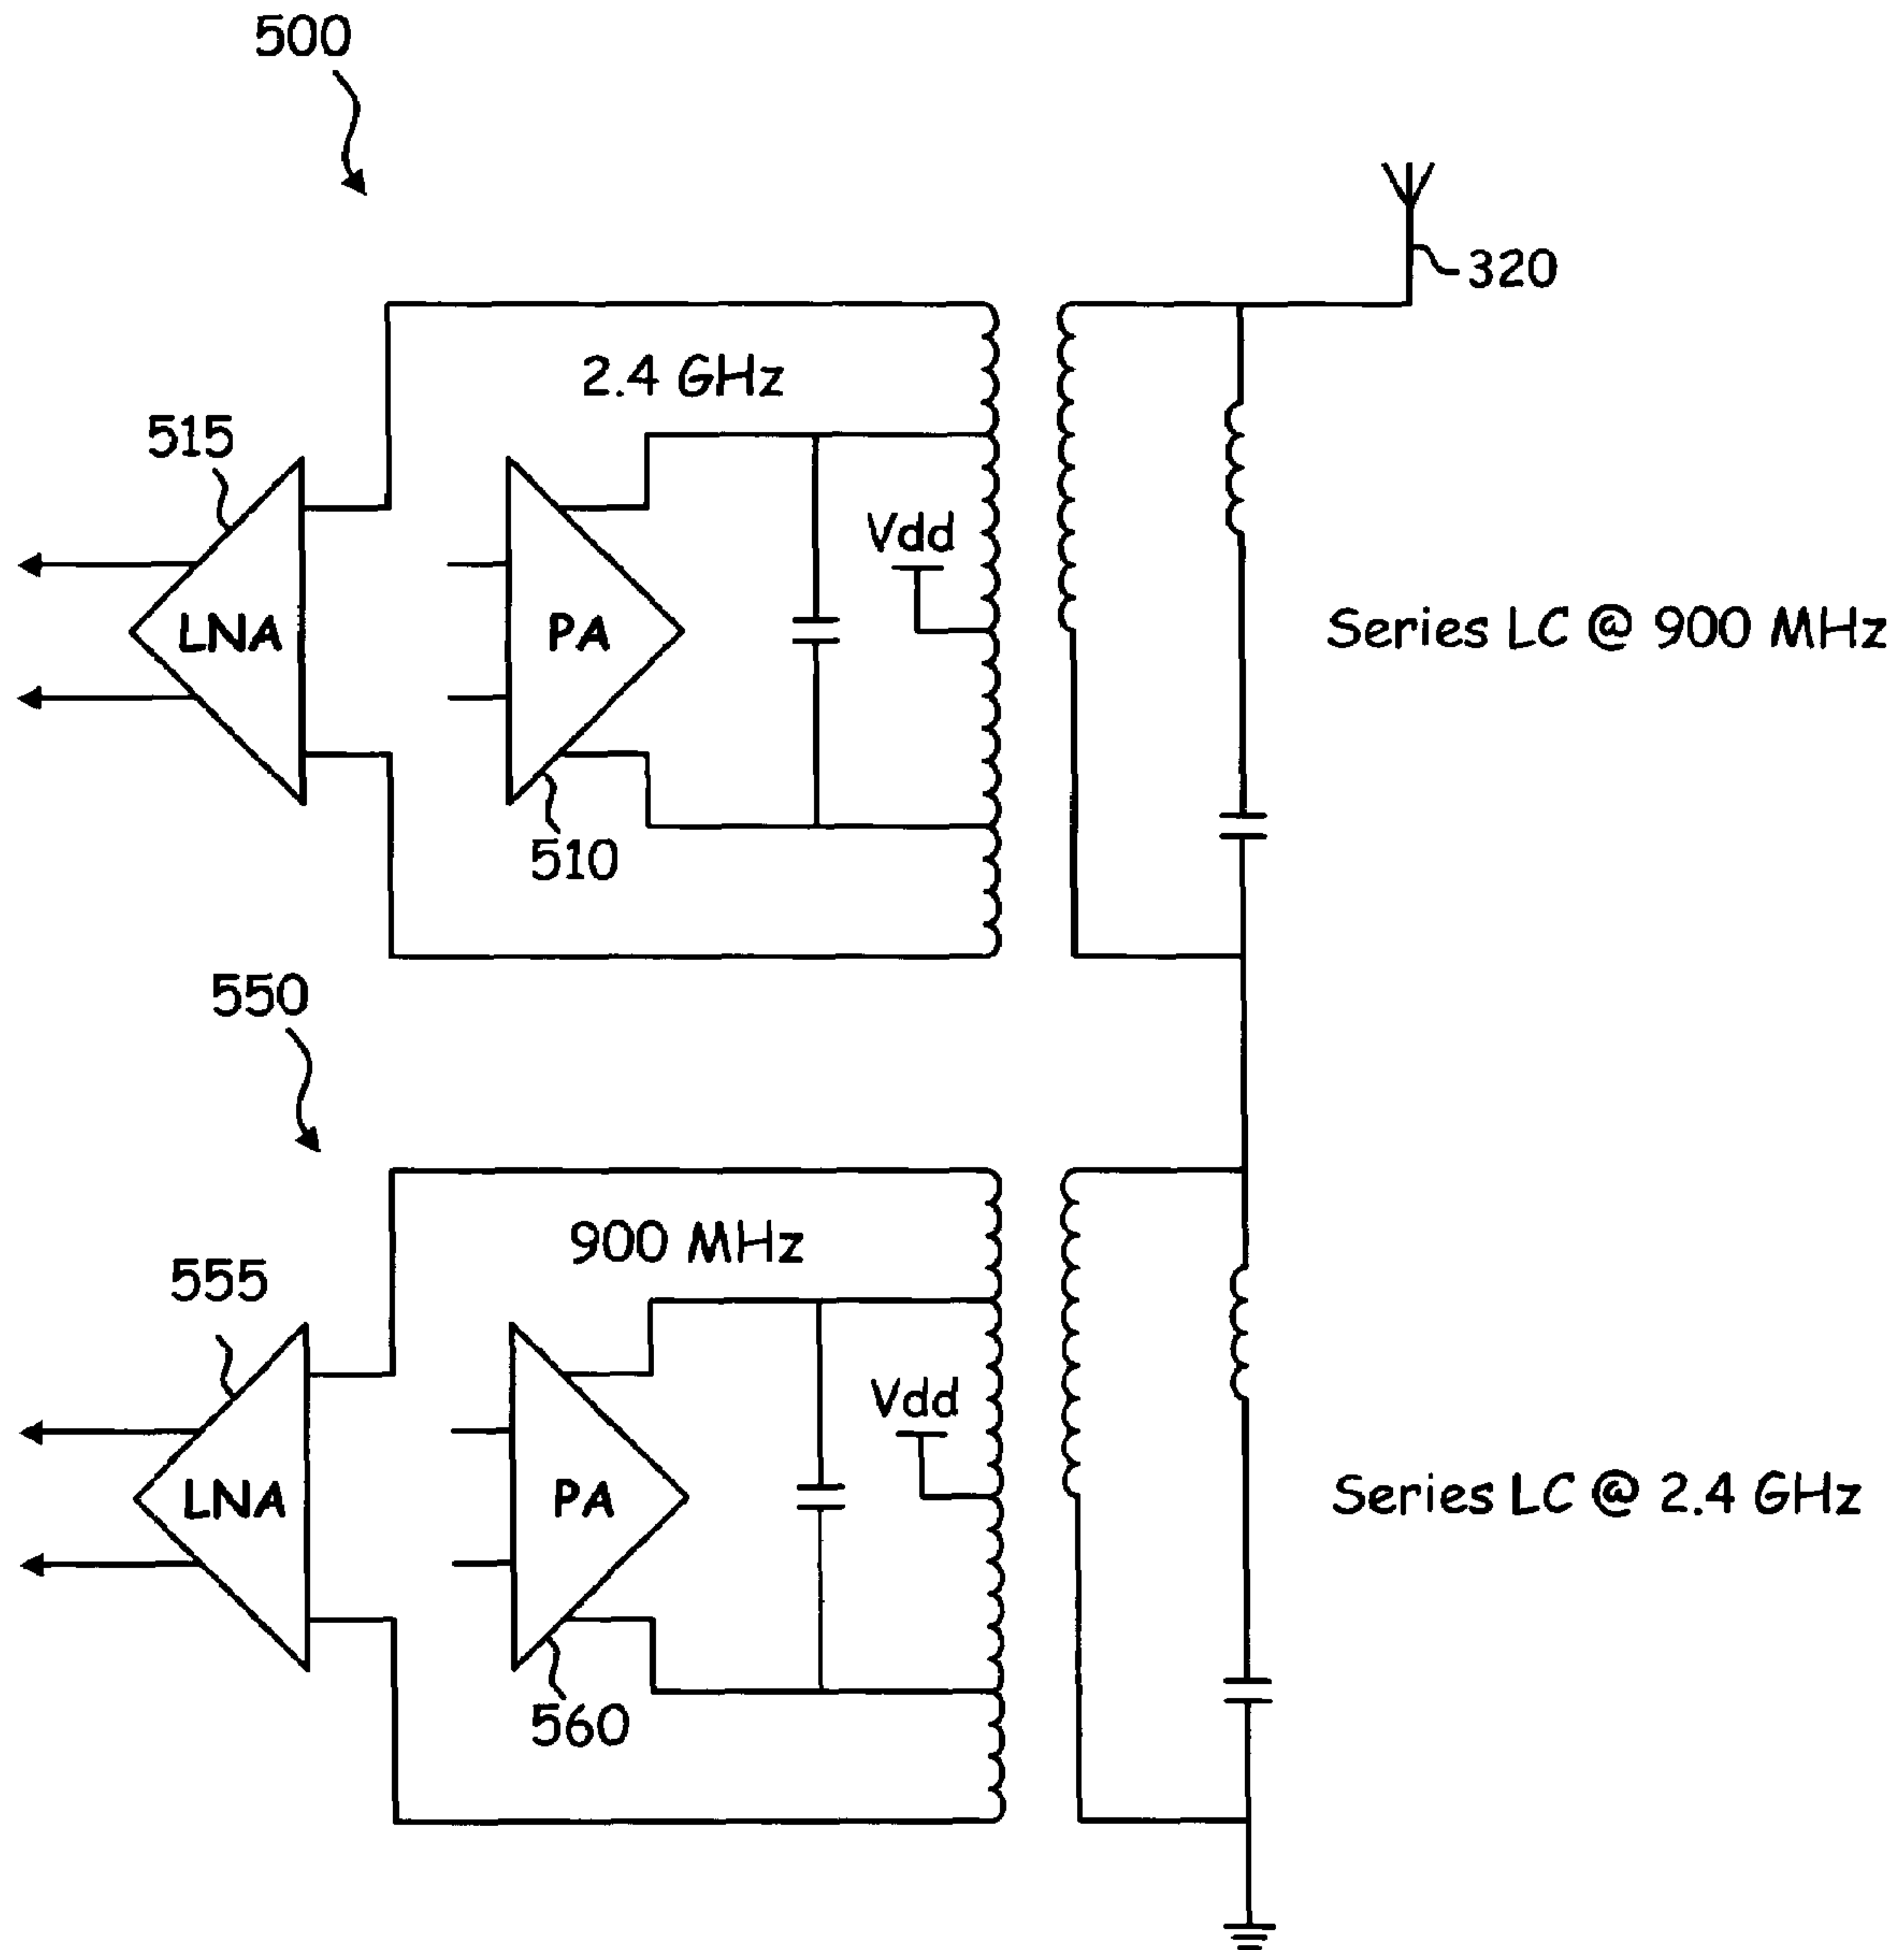 500
320
2.4 GHz
515
Vdd
LNA
PA
Series LC @ 900 MHz
510
550
900 MHz
555
Vdd
LNA
PA
Series LC @ 2.4 GHz
560